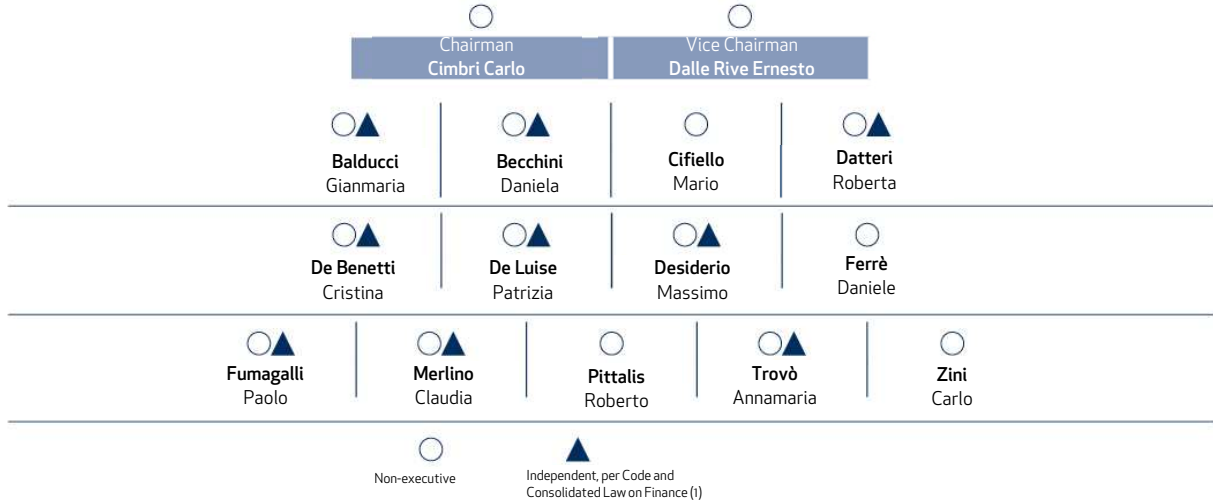 Chairman
Cimbri Carlo
Vice Chairman
Dalle Rive Ernesto
Balducci
Gianmaria
Becchini
Daniela
Cifiello
Mario
Datteri
Roberta
De Benetti
Cristina
De Luise
Patrizia
Desiderio
Massimo
Ferrè
Daniele
Fumagalli
Paolo
Merlino
Claudia
Pittalis
Roberto
Trovò
Annamaria
Zini
Carlo
Non-executive
Independent, per Code and
Consolidated Law on Finance (1)